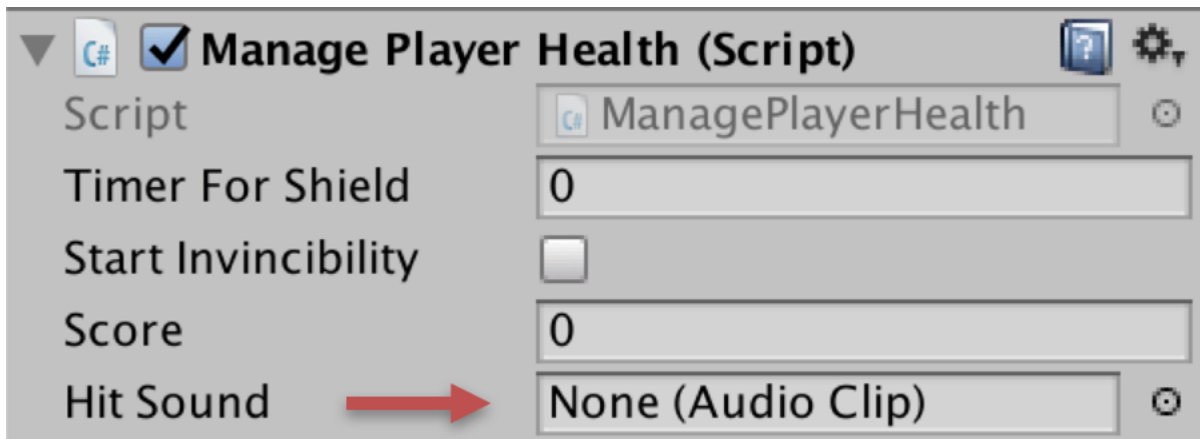 C# Manage Player Health (Script) ?
Script C# ManagePlayerHealth
Timer For Shield 0
Start Invincibility
Score 0
Hit Sound None (Audio Clip)